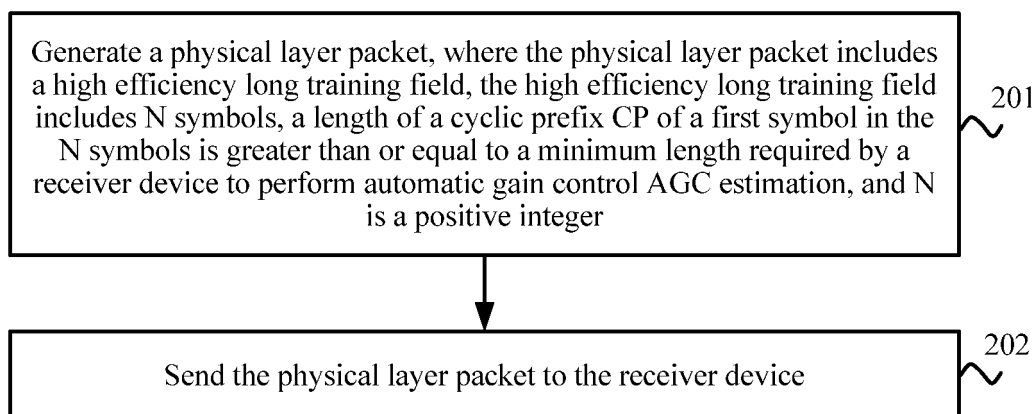 Generate a physical layer packet, where the physical layer packet includes
a high efficiency long training field, the high efficiency long training field
includes N symbols, a length of a cyclic prefix CP of a first symbol in the
N symbols is greater than or equal to a minimum length required by a
receiver device to perform automatic gain control AGC estimation, and N
is a positive integer
201
Send the physical layer packet to the receiver device
202